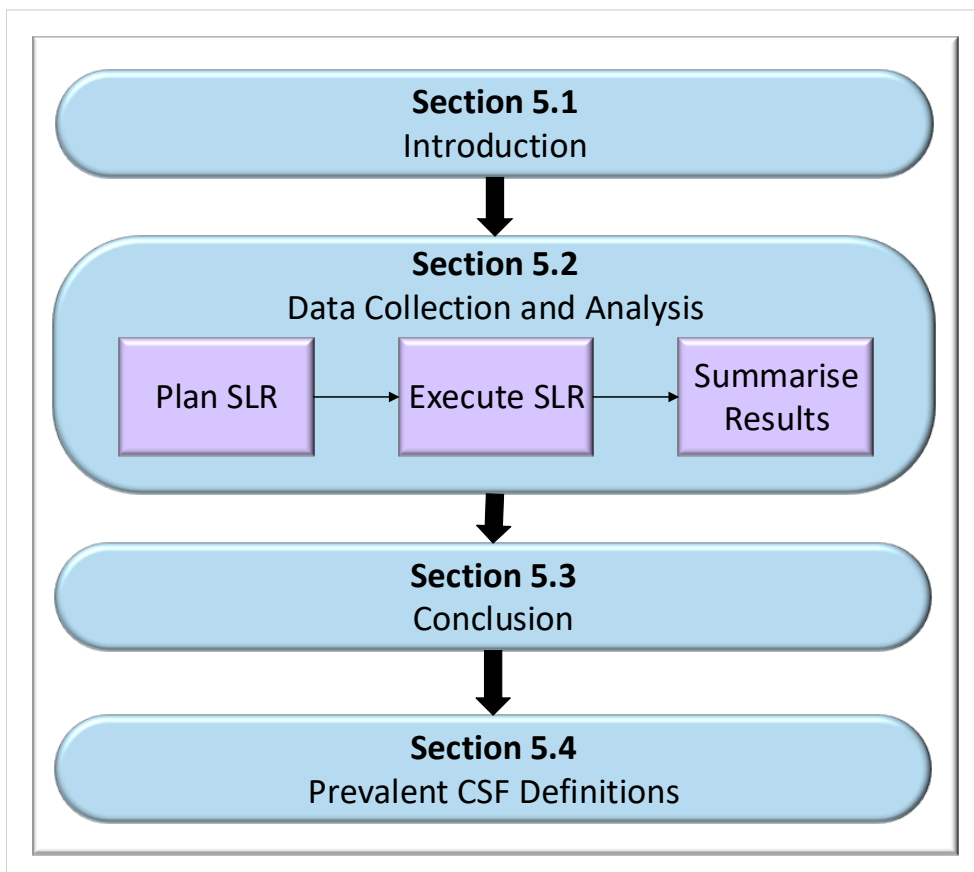 Section 5.1
Introduction
Section 5.2
Data Collection and Analysis
Plan SLR
Execute SLR
Summarise
Results
Section 5.3
Conclusion
Section 5.4
Prevalent CSF Definitions